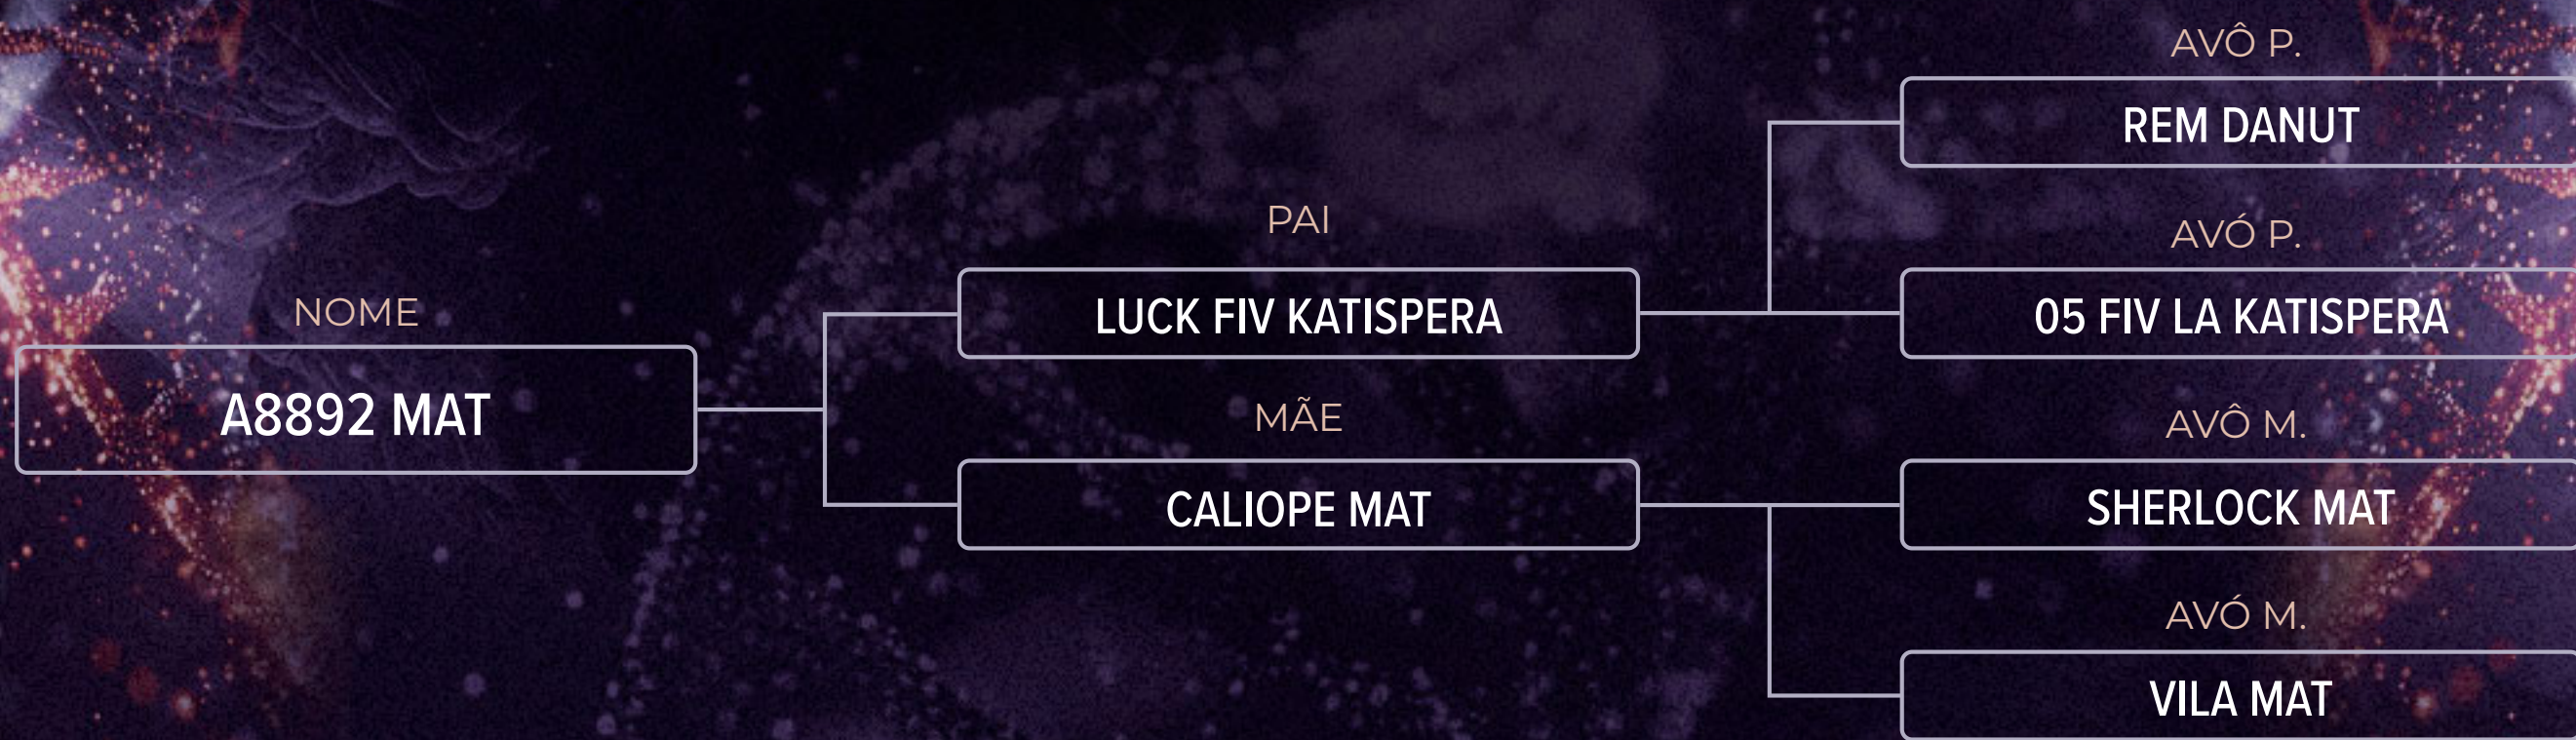 NOME
A8892 MAT
PAI
LUCK FIV KATISPERA
MÃE
CALIOPE MAT
AVÔ P.
REM DANUT
AVÓ P.
05 FIV LA KATISPERA
AVÔ M.
SHERLOCK MAT
AVÓ M.
VILA MAT